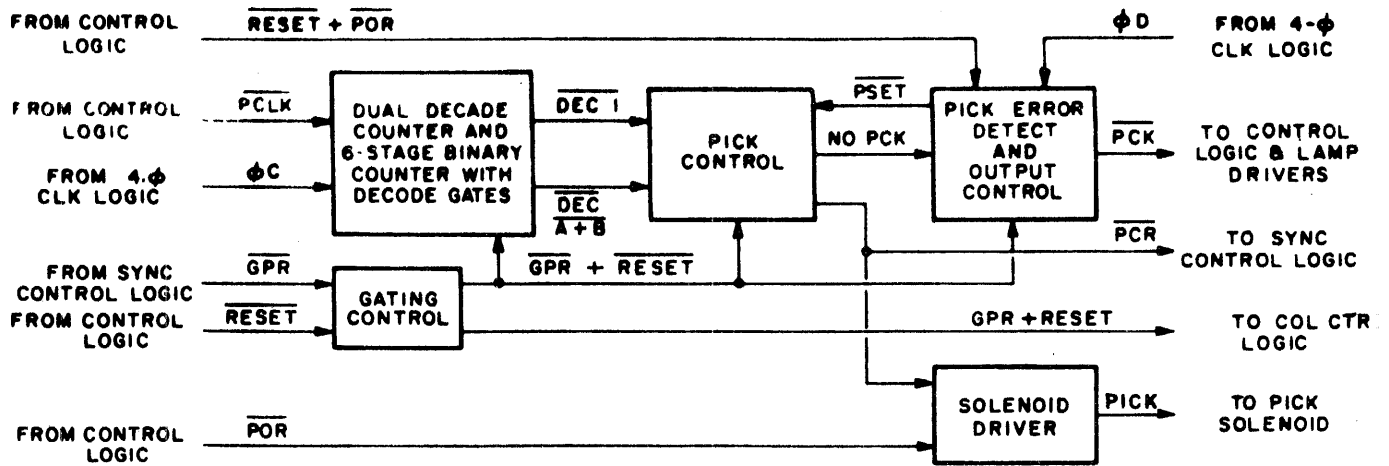 FROM CONTROL
LOGIC
RESET + POR
ϕD
FROM 4-ϕ
CLK LOGIC
FROM CONTROL
LOGIC
PCLK
FROM 4.ϕ
CLK LOGIC
ϕC
DUAL DECADE
COUNTER AND
6-STAGE BINARY
COUNTER WITH
DECODE GATES
DEC 1
DEC
A+B
PICK
CONTROL
PSET
NO PCK
PICK ERROR
DETECT
AND
OUTPUT
CONTROL
PCK
TO CONTROL
LOGIC & LAMP
DRIVERS
PCR
TO SYNC
CONTROL LOGIC
FROM SYNC
CONTROL LOGIC
GPR
FROM CONTROL
LOGIC
RESET
GATING
CONTROL
GPR + RESET
GPR+RESET
TO COL CTR
LOGIC
FROM CONTROL
LOGIC
POR
SOLENOID
DRIVER
PICK
TO PICK
SOLENOID